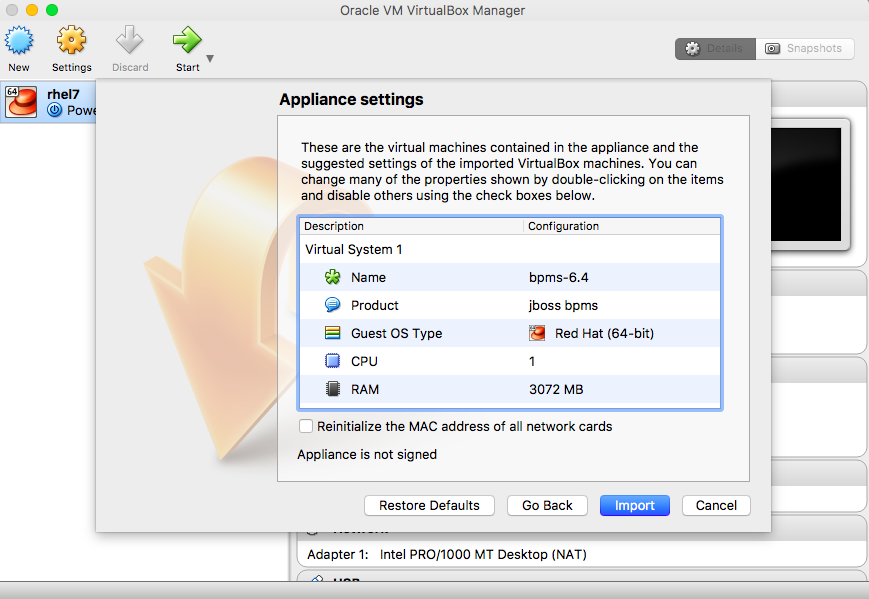 Oracle VM VirtualBox Manager
New
Settings
Discard
Start
Details
Snapshots
64
rhel7
Powe
Appliance settings
These are the virtual machines contained in the appliance and the
suggested settings of the imported VirtualBox machines. You can
change many of the properties shown by double-clicking on the items
and disable others using the check boxes below.
Description Configuration
Virtual System 1
Name bpms-6.4
Product jboss bpms
Guest OS Type Red Hat (64-bit)
CPU 1
RAM 3072 MB
Reinitialize the MAC address of all network cards
Appliance is not signed
Restore Defaults Go Back Import Cancel
Adapter 1: Intel PRO/1000 MT Desktop (NAT)